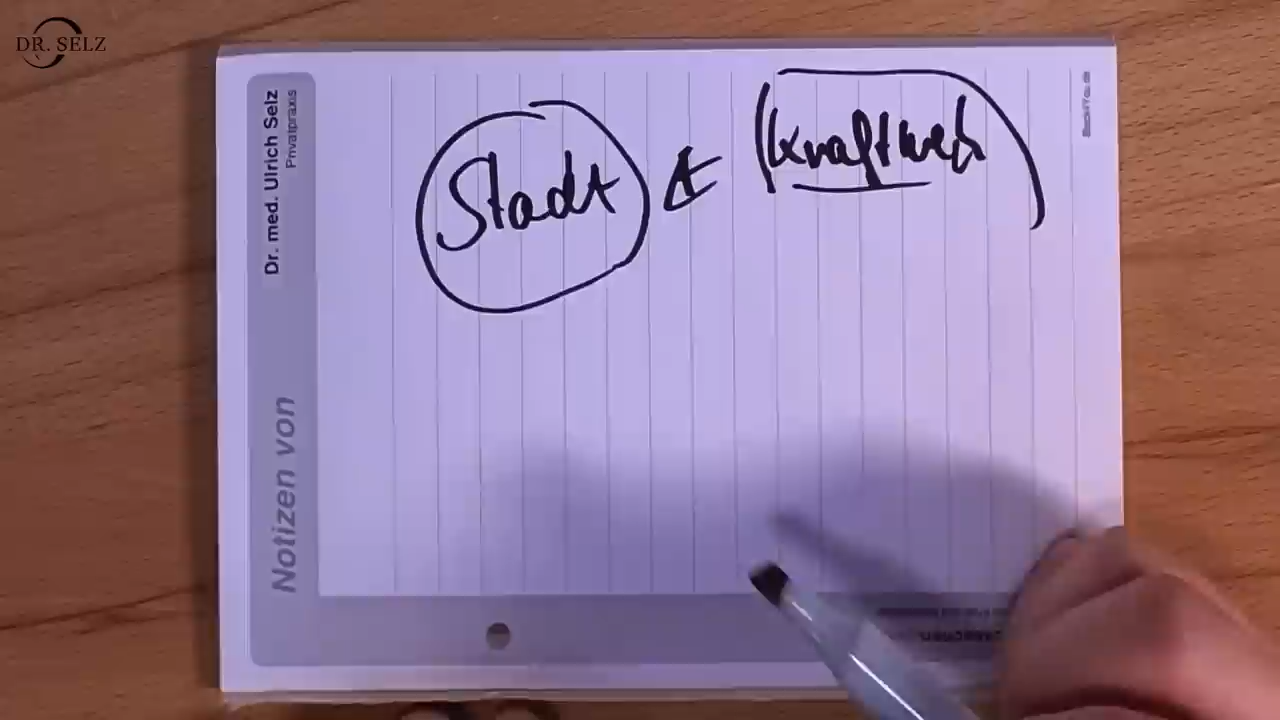 DR. SELZ
Dr. med. Ulrich Selz
Privatpraxis
Notizen von
Stadt ← Kraftwerk